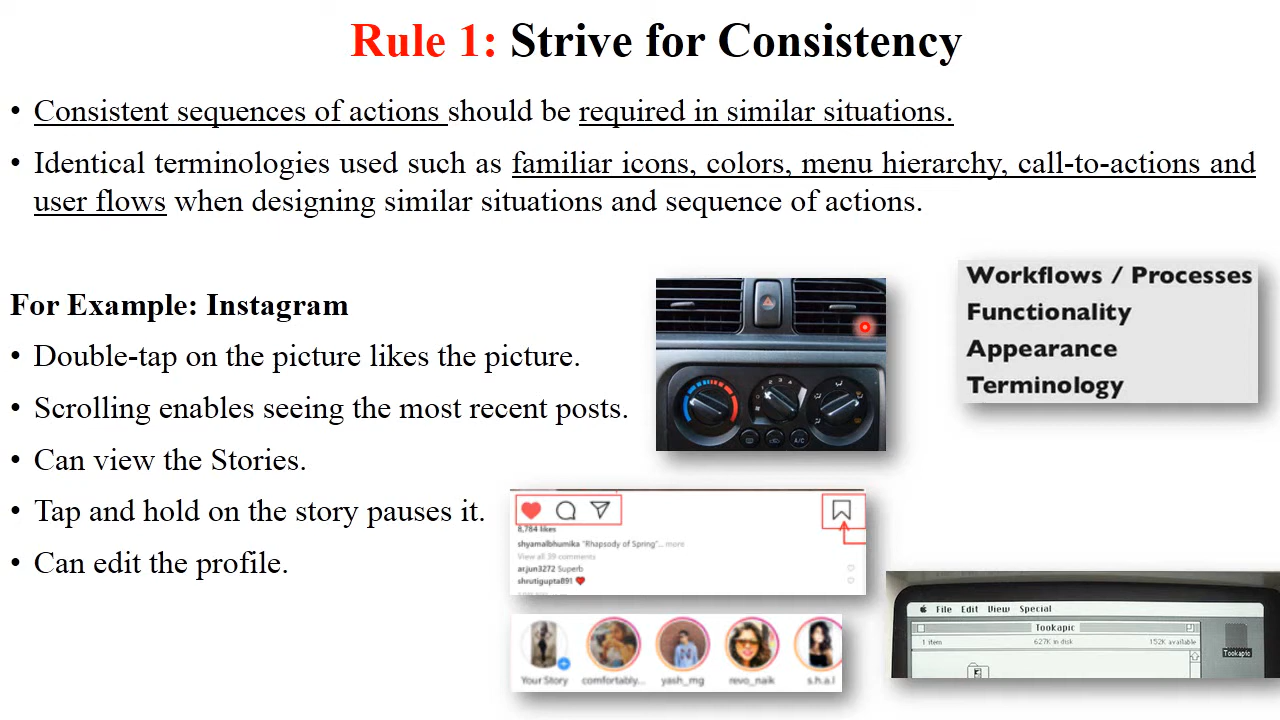 Rule 1: Strive for Consistency
• Consistent sequences of actions should be required in similar situations.
• Identical terminologies used such as familiar icons, colors, menu hierarchy, call-to-actions and
user flows when designing similar situations and sequence of actions.
For Example: Instagram
• Double-tap on the picture likes the picture.
• Scrolling enables seeing the most recent posts.
• Can view the Stories.
• Tap and hold on the story pauses it.
• Can edit the profile.
Workflows / Processes
Functionality
Appearance
Terminology
3 4
A/C
8,784 likes
shyamalbhumika "Rhapsody of Spring"... more
View all 39 comments
arjun3272 Superb
shrutigupta891
Your Story
comfortably...
yash_mg
revo_naik
s.h.a.l
File Edit View Special
Tookapic
1 item 627K in disk 152K available
Tookapic